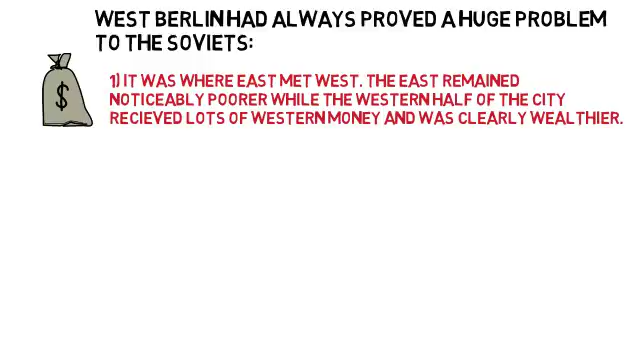 WEST BERLIN HAD ALWAYS PROVED A HUGE PROBLEM
TO THE SOVIETS:
$
1) IT WAS WHERE EAST MET WEST. THE EAST REMAINED
NOTICEABLY POORER WHILE THE WESTERN HALF OF THE CITY
RECIEVED LOTS OF WESTERN MONEY AND WAS CLEARLY WEALTHIER.